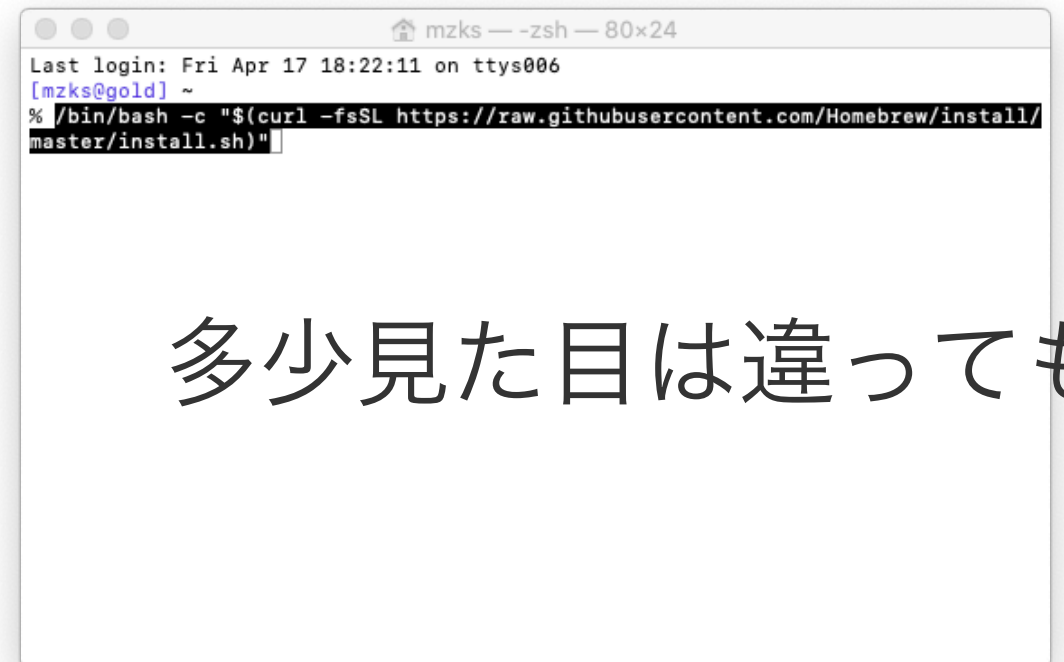 mzks — -zsh — 80×24
Last login: Fri Apr 17 18:22:11 on ttys006
[mzks@gold] ~
% /bin/bash -c "$(curl -fsSL https://raw.githubusercontent.com/Homebrew/install/
master/install.sh)"
多少見た目は違っても